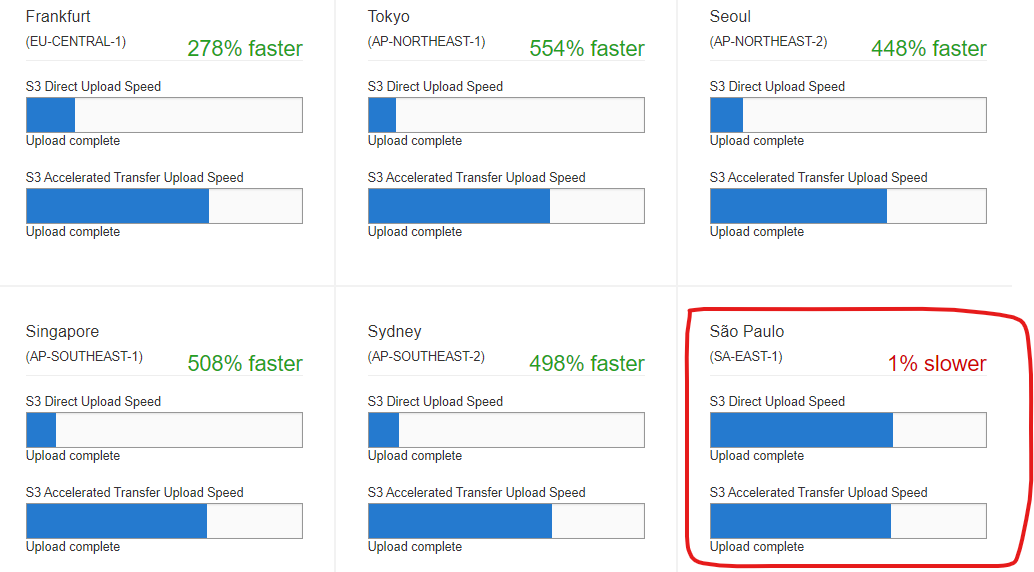 Frankfurt
(EU-CENTRAL-1)
278% faster
S3 Direct Upload Speed
Upload complete
S3 Accelerated Transfer Upload Speed
Upload complete
Tokyo
(AP-NORTHEAST-1)
554% faster
S3 Direct Upload Speed
Upload complete
S3 Accelerated Transfer Upload Speed
Upload complete
Seoul
(AP-NORTHEAST-2)
448% faster
S3 Direct Upload Speed
Upload complete
S3 Accelerated Transfer Upload Speed
Upload complete
Singapore
(AP-SOUTHEAST-1)
508% faster
S3 Direct Upload Speed
Upload complete
S3 Accelerated Transfer Upload Speed
Upload complete
Sydney
(AP-SOUTHEAST-2)
498% faster
S3 Direct Upload Speed
Upload complete
S3 Accelerated Transfer Upload Speed
Upload complete
São Paulo
(SA-EAST-1)
1% slower
S3 Direct Upload Speed
Upload complete
S3 Accelerated Transfer Upload Speed
Upload complete